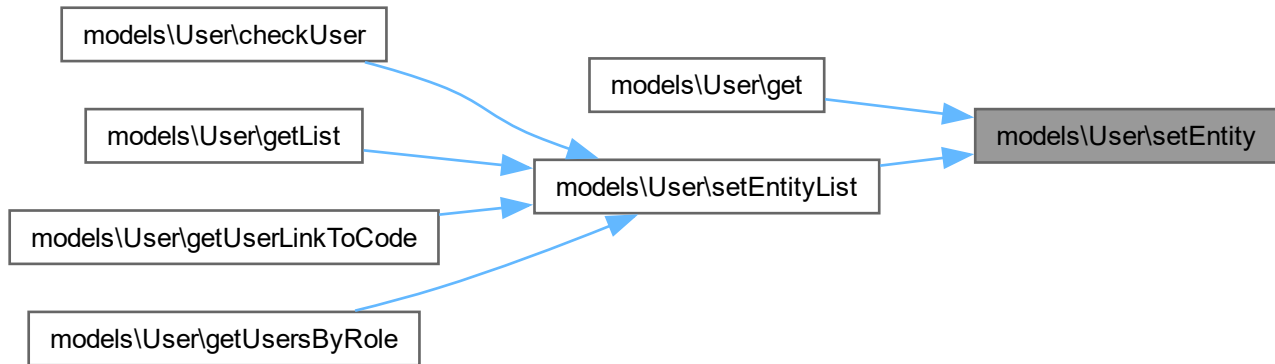 models\User\checkUser
models\User\get
models\User\getList
models\User\setEntity
models\User\setEntityList
models\User\getUserLinkToCode
models\User\getUsersByRole